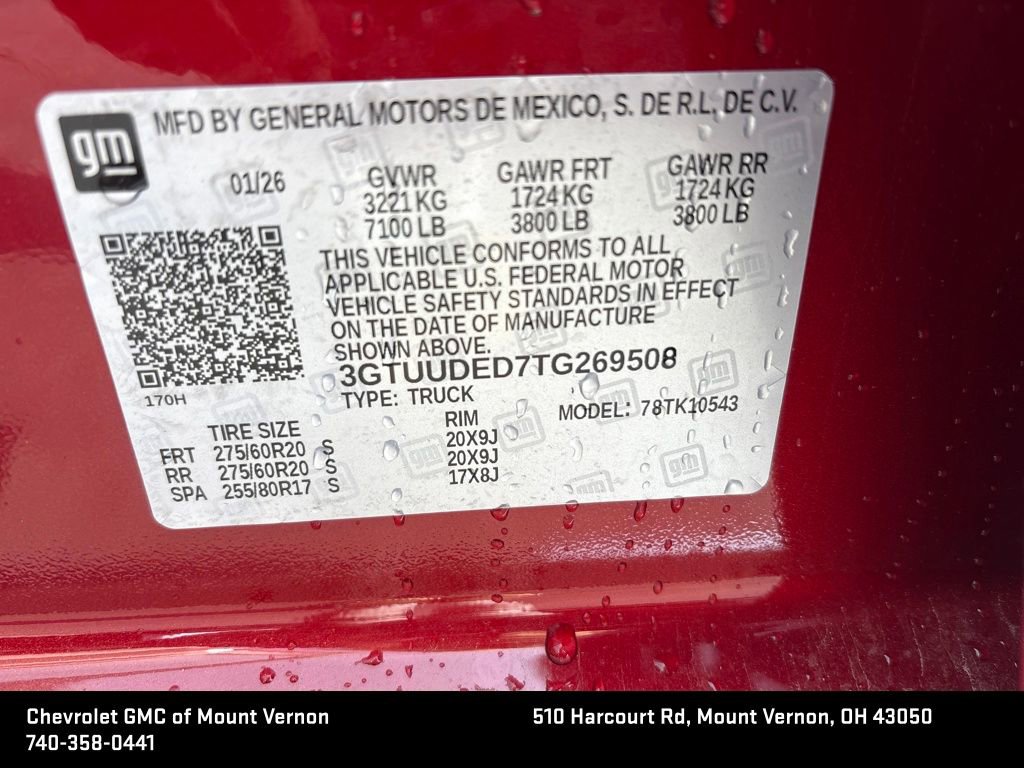 gm
MFD BY GENERAL MOTORS DE MEXICO, S. DE R.L. DE C.V.
01/26
GVWR GAWR FRT GAWR RR
3221 KG 1724 KG 1724 KG
7100 LB 3800 LB 3800 LB
THIS VEHICLE CONFORMS TO ALL
APPLICABLE U.S. FEDERAL MOTOR
VEHICLE SAFETY STANDARDS IN EFFECT
ON THE DATE OF MANUFACTURE
SHOWN ABOVE.
3GTUUDED7TG269508
170H
TYPE: TRUCK
MODEL: 78TK10543
TIRE SIZE RIM
FRT 275/60R20 S 20X9J
RR 275/60R20 S 20X9J
SPA 255/80R17 S 17X8J
Chevrolet GMC of Mount Vernon
740-358-0441
510 Harcourt Rd, Mount Vernon, OH 43050